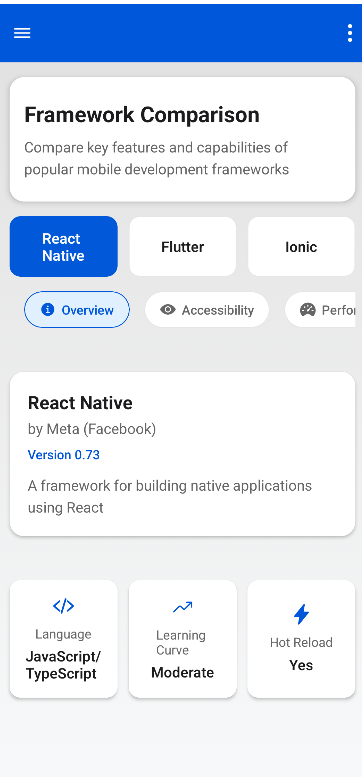 Framework Comparison
Compare key features and capabilities of
popular mobile development frameworks
React
Native
Flutter
Ionic
Overview
Accessibility
Perfor
React Native
by Meta (Facebook)
Version 0.73
A framework for building native applications
using React
Language
JavaScript/
TypeScript
Learning
Curve
Moderate
Hot Reload
Yes